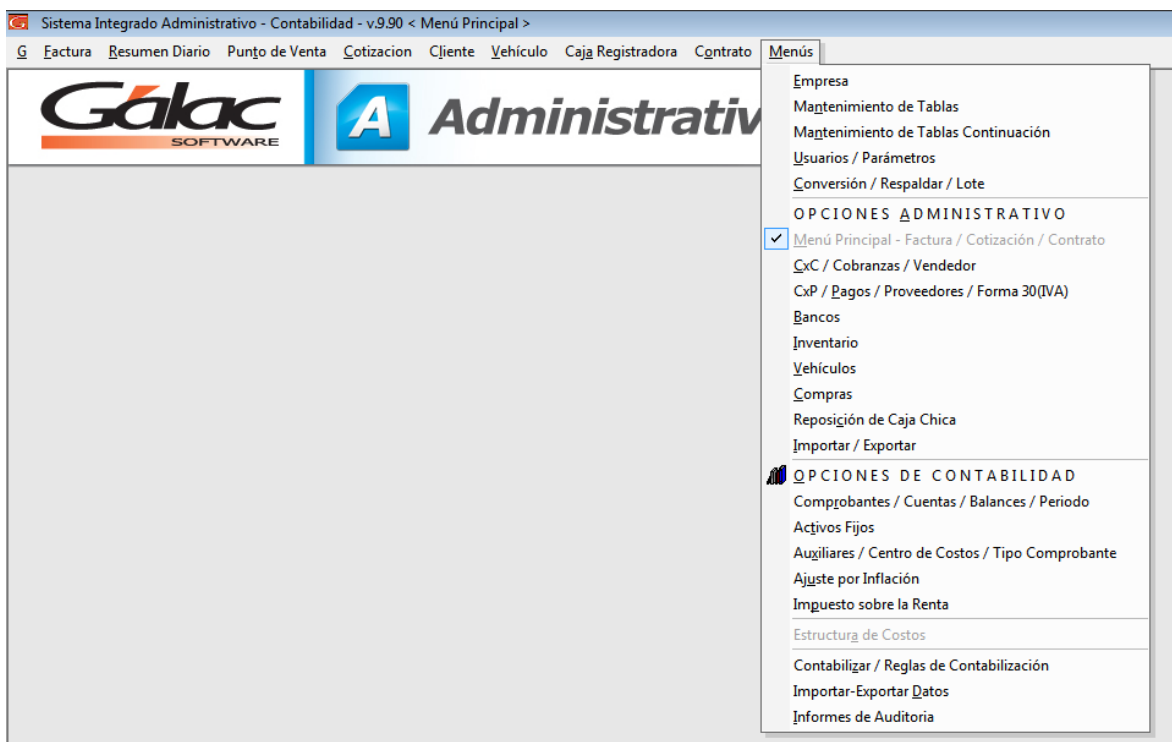 Sistema Integrado Administrativo - Contabilidad - v.9.90 < Menú Principal >
G Factura Resumen Diario Punto de Venta Cotizacion Cliente Vehículo Caja Registradora Contrato Menús
Gálac
SOFTWARE
A Administrativ
Empresa
Mantenimiento de Tablas
Mantenimiento de Tablas Continuación
Usuarios / Parámetros
Conversión / Respaldar / Lote
OPCIONES ADMINISTRATIVO
Menú Principal - Factura / Cotización / Contrato
CxC / Cobranzas / Vendedor
CxP / Pagos / Proveedores / Forma 30(IVA)
Bancos
Inventario
Vehículos
Compras
Reposición de Caja Chica
Importar / Exportar
OPCIONES DE CONTABILIDAD
Comprobantes / Cuentas / Balances / Periodo
Activos Fijos
Auxiliares / Centro de Costos / Tipo Comprobante
Ajuste por Inflación
Impuesto sobre la Renta
Estructura de Costos
Contabilizar / Reglas de Contabilización
Importar-Exportar Datos
Informes de Auditoria